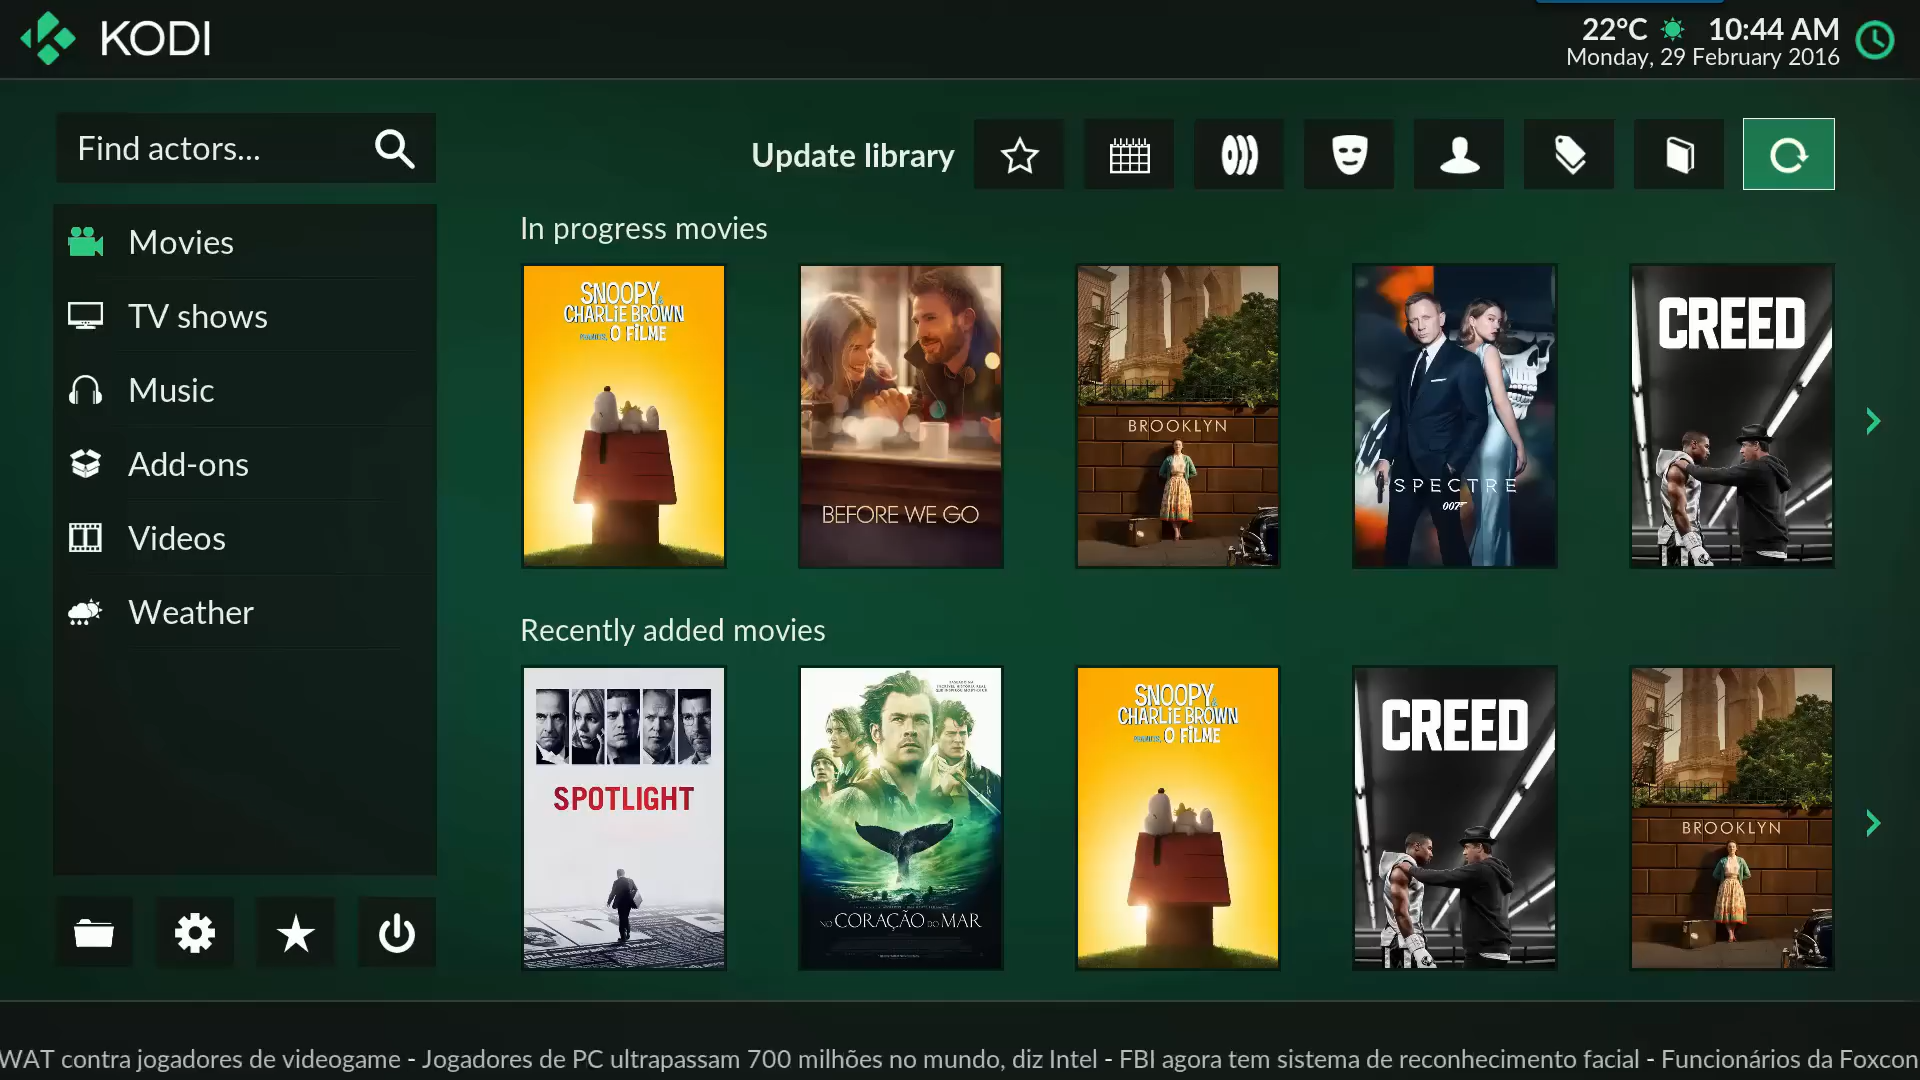 KODI
22°C 10:44 AM
Monday, 29 February 2016
Find actors...
Update library
Movies
TV shows
Music
Add-ons
Videos
Weather
In progress movies
SNOOPY &
CHARLIE BROWN
PEANUTS, O FILME
BEFORE WE GO
BROOKLYN
SPECTRE
007
CREED
Recently added movies
SPOTLIGHT
NO CORAÇÃO DO MAR
SNOOPY &
CHARLIE BROWN
PEANUTS, O FILME
CREED
BROOKLYN
WAT contra jogadores de videogame - Jogadores de PC ultrapassam 700 milhões no mundo, diz Intel - FBI agora tem sistema de reconhecimento facial - Funcionários da Foxcon